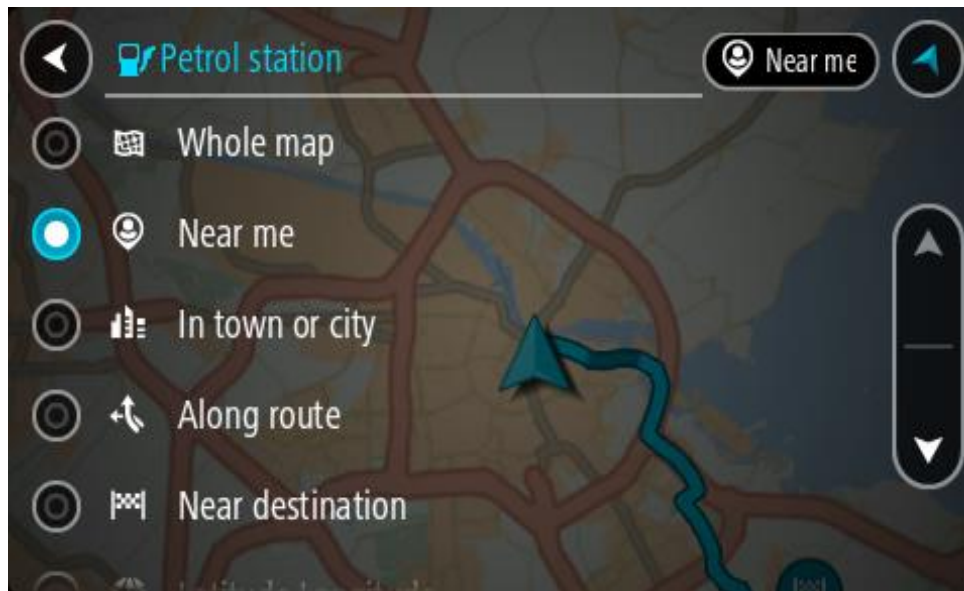 Petrol station
Near me
Whole map
Near me
In town or city
Along route
Near destination